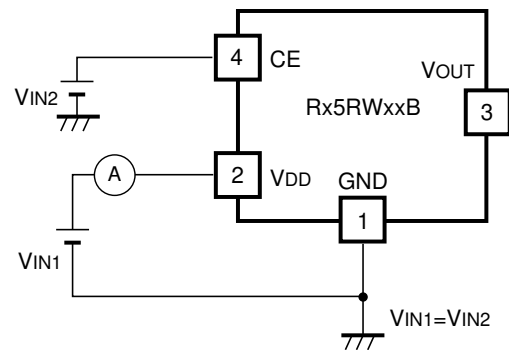 4
CE
VOUT
VIN2
Rx5RWxxB
3
A
2
VDD
GND
1
VIN1
VIN1=VIN2